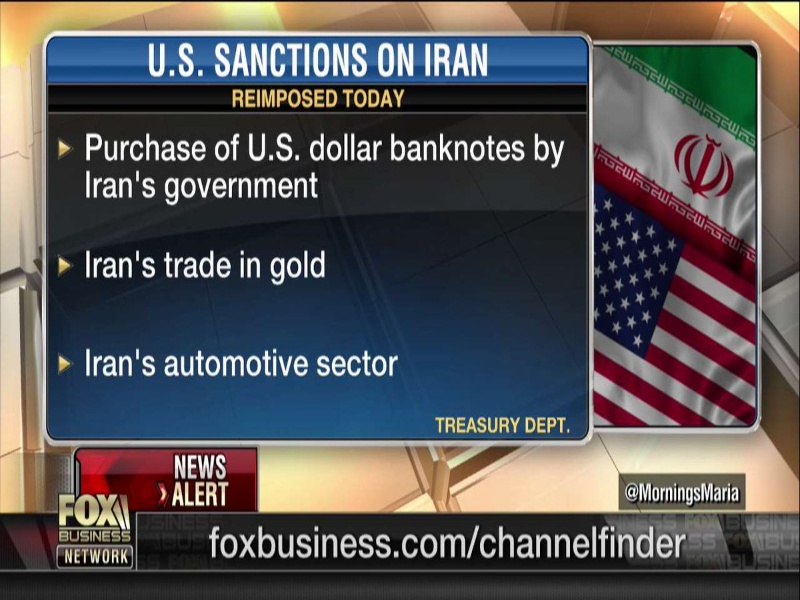 U.S. SANCTIONS ON IRAN
REIMPOSED TODAY
Purchase of U.S. dollar banknotes by
Iran's government
Iran's trade in gold
Iran's automotive sector
TREASURY DEPT.
NEWS
ALERT
@MorningsMaria
FOX
BUSINESS
NETWORK
foxbusiness.com/channelfinder